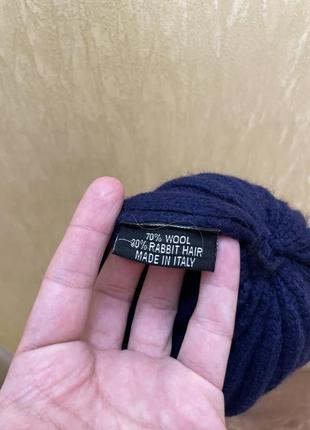 70% WOOL
30% RABBIT HAIR
MADE IN ITALY